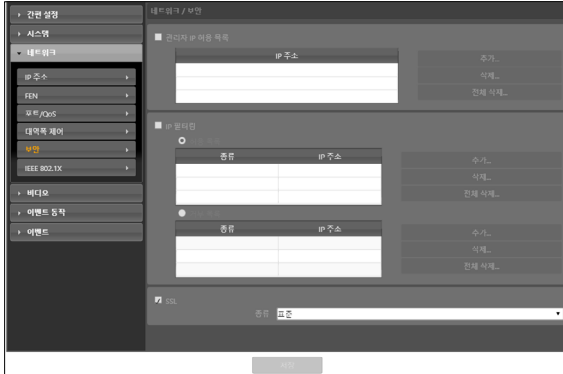 간편 설정
시스템
네트워크
IP 주소
FEN
포트/QoS
대역폭 제어
보안
IEEE 802.1X
비디오
이벤트 동작
이벤트
네트워크 / 보안
관리자 IP 허용 목록
IP 주소
추가...
삭제...
전체 삭제...
IP 필터링
종류 IP 주소
추가...
삭제...
전체 삭제...
종류 IP 주소
추가...
삭제...
전체 삭제...
SSL
종류 표준